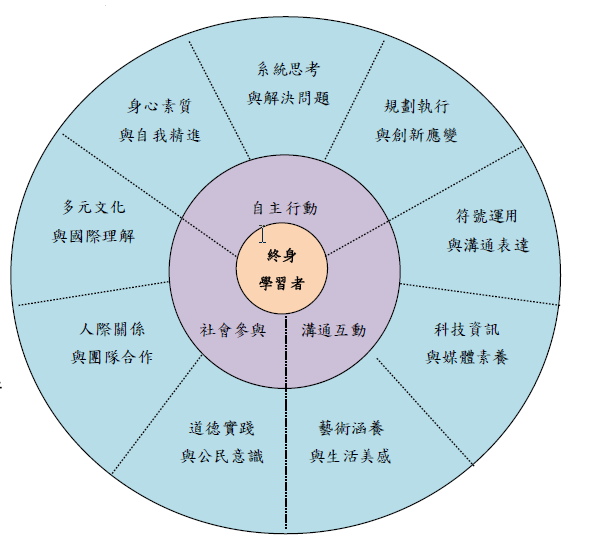 系統思考
與解決問題
身心素質
與自我精進
規劃執行
與創新應變
自主行動
多元文化
與國際理解
符號運用
與溝通表達
終身
學習者
人際關係
與團隊合作
社會參與
溝通互動
科技資訊
與媒體素養
道德實踐
與公民意識
藝術涵養
與生活美感